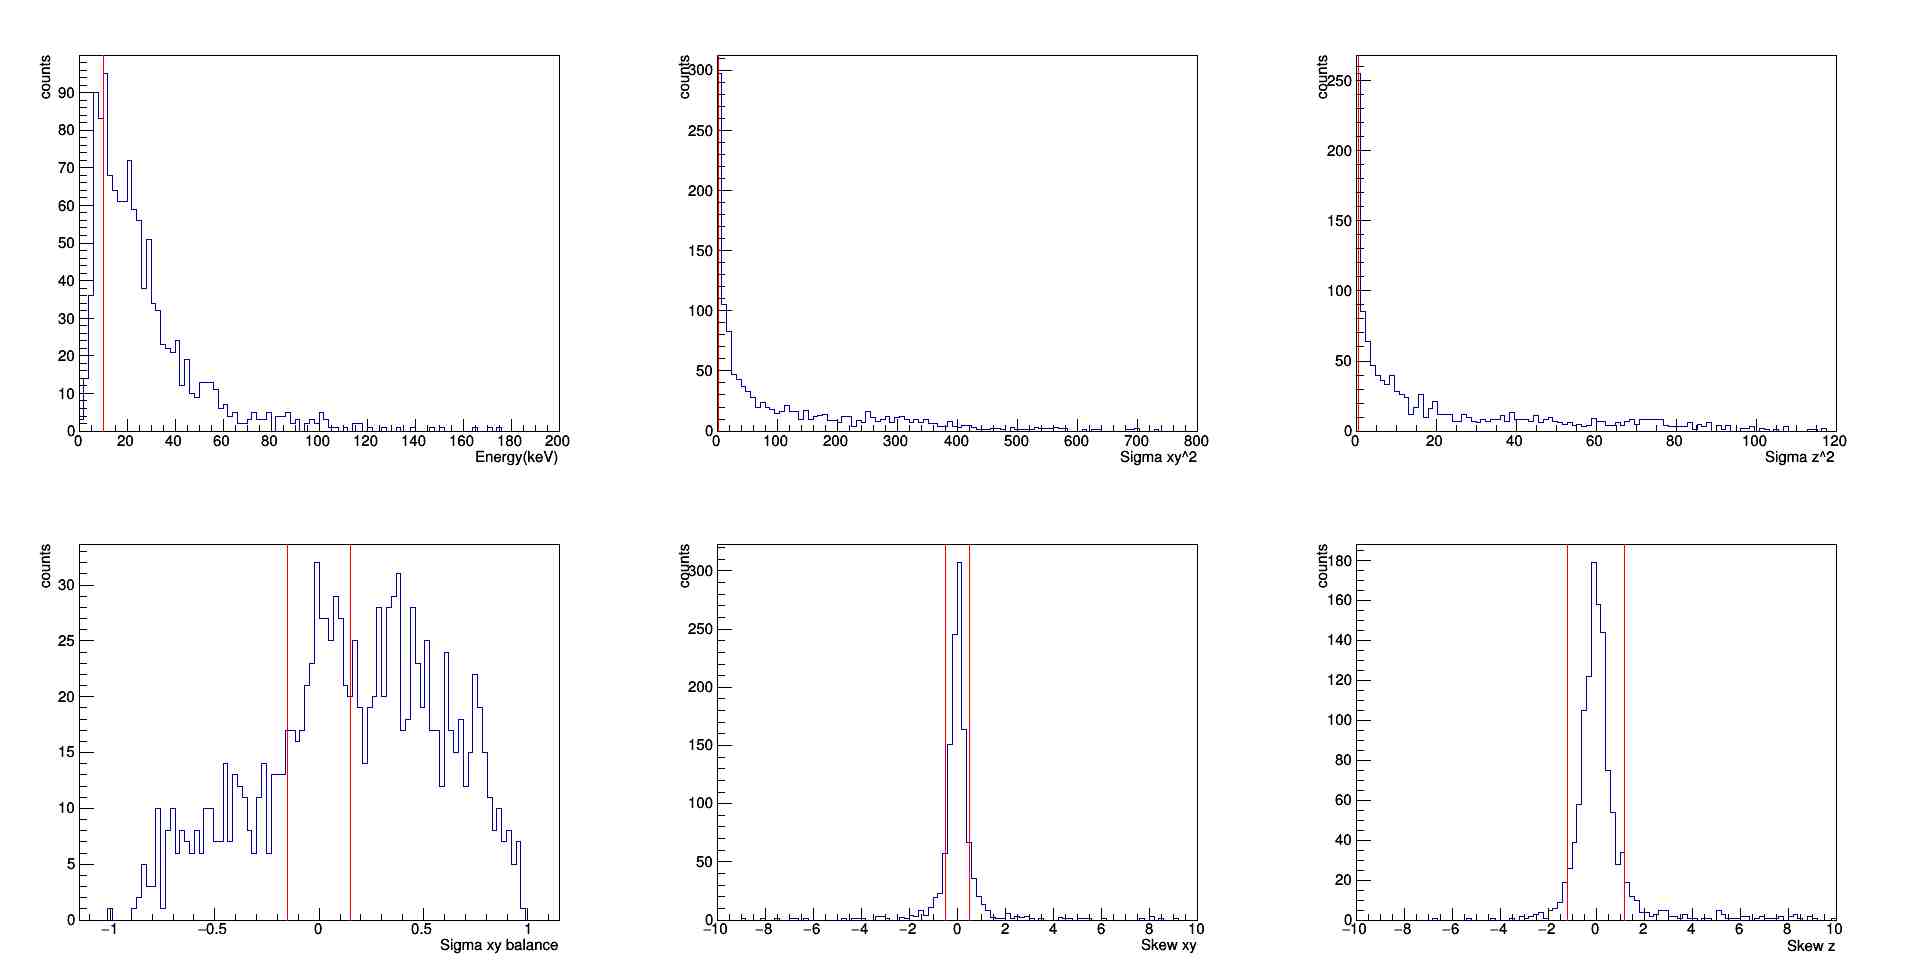 counts
90
80
70
60
50
40
30
20
10
0
0 20 40 60 80 100 120 140 160 180 200
Energy(keV)
counts
300
250
200
150
100
50
0
0 100 200 300 400 500 600 700 800
Sigma xy^2
counts
250
200
150
100
50
0
0 20 40 60 80 100 120
Sigma z^2
counts
30
25
20
15
10
5
0
−1 −0.5 0 0.5 1
Sigma xy balance
counts
300
250
200
150
100
50
0
−10 −8 −6 −4 −2 0 2 4 6 8 10
Skew xy
counts
180
160
140
120
100
80
60
40
20
0
−10 −8 −6 −4 −2 0 2 4 6 8 10
Skew z